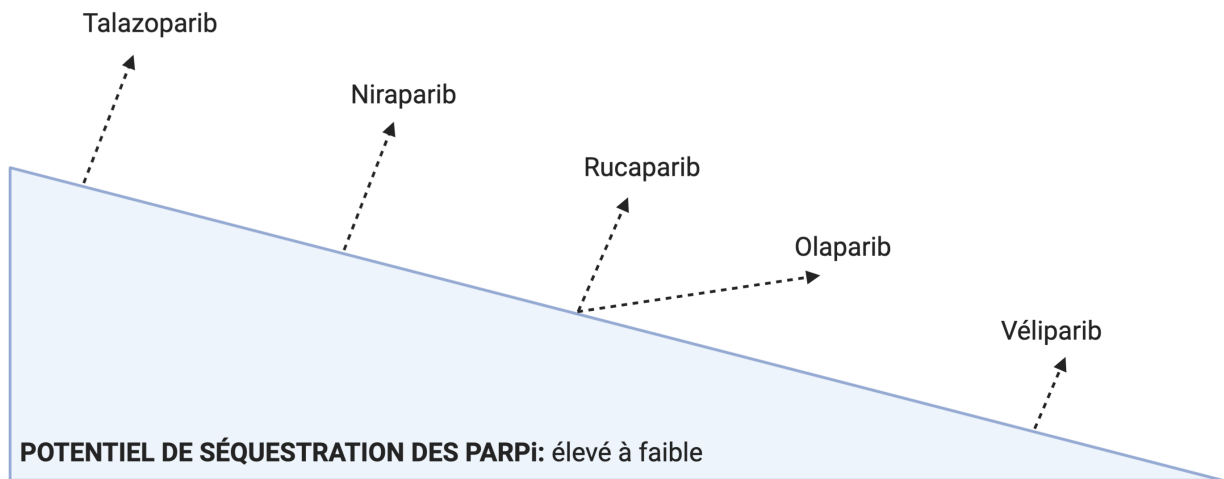 Talazoparib
Niraparib
Rucaparib
Olaparib
Véliparib
POTENTIEL DE SÉQUESTRATION DES PARPi: élevé à faible